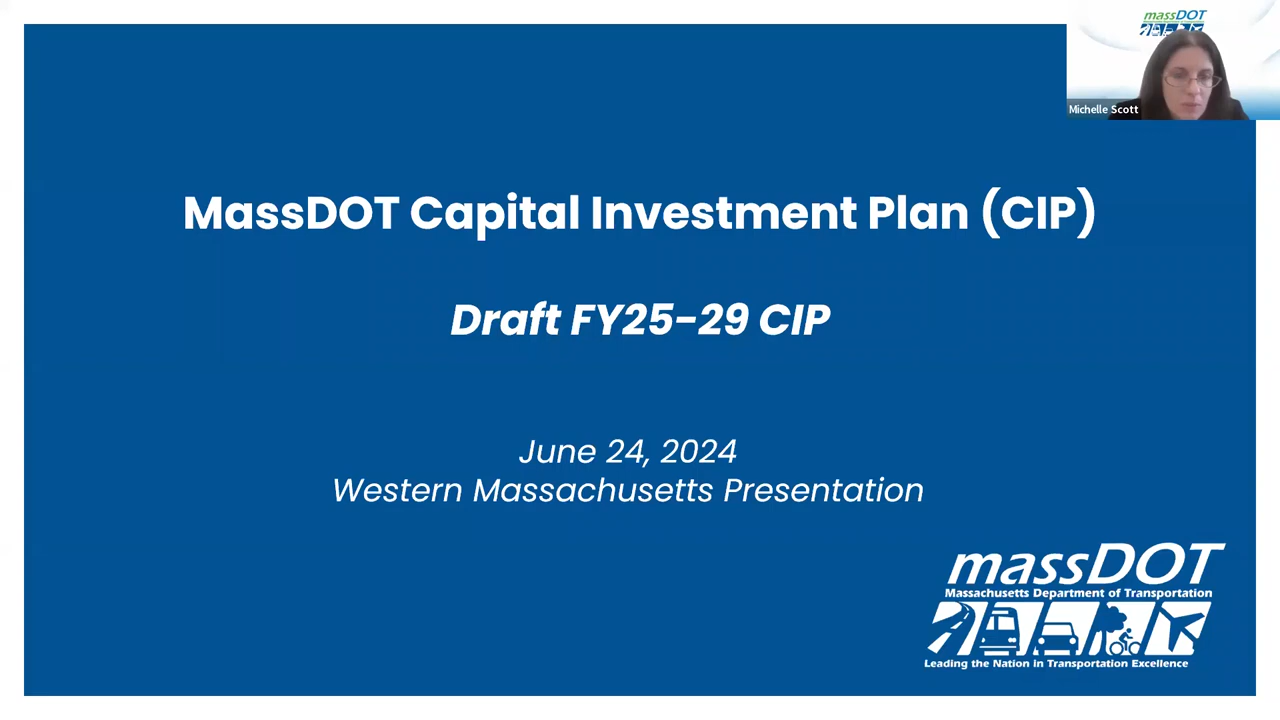 massDOT
Michelle Scott
MassDOT Capital Investment Plan (CIP)
Draft FY25-29 CIP
June 24, 2024
Western Massachusetts Presentation
massDOT
Massachusetts Department of Transportation
Leading the Nation in Transportation Excellence